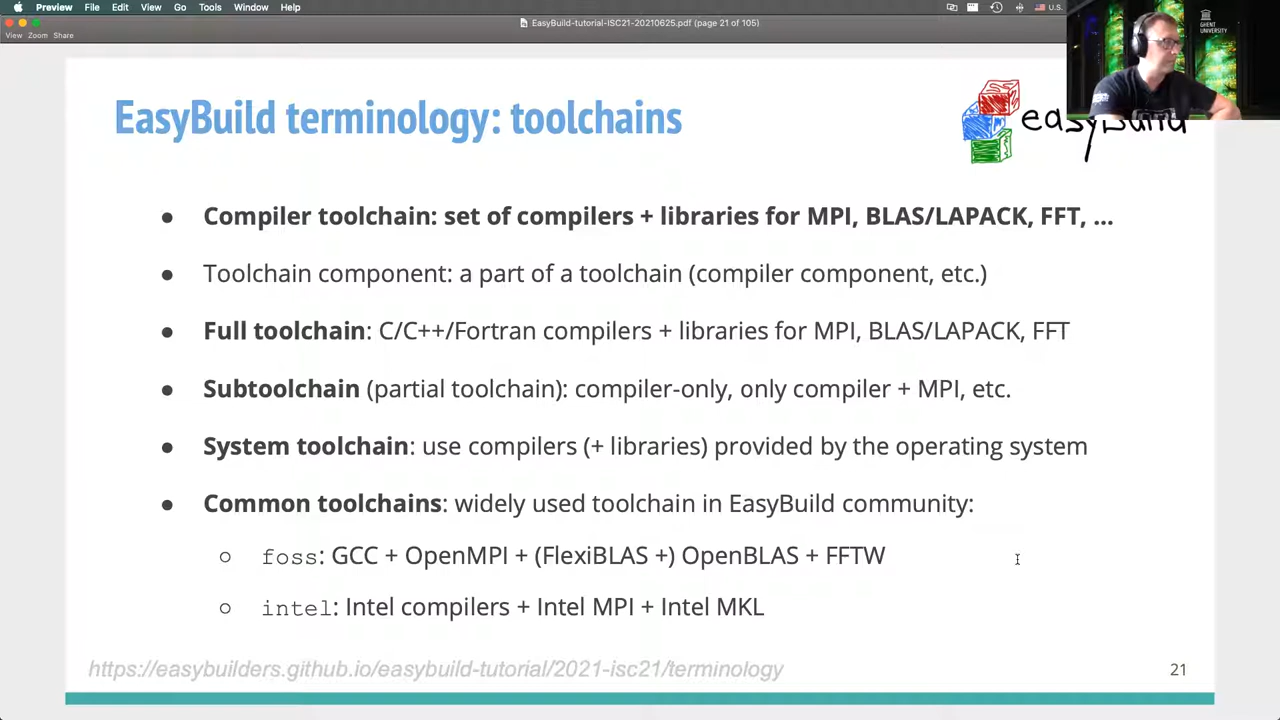 Preview File Edit View Go Tools Window Help
U.S.
EasyBuild-tutorial-ISC21-20210625.pdf (page 21 of 105)
View Zoom Share
GHENT
UNIVERSITY
EasyBuild terminology: toolchains
easybuild
● Compiler toolchain: set of compilers + libraries for MPI, BLAS/LAPACK, FFT, ...
● Toolchain component: a part of a toolchain (compiler component, etc.)
● Full toolchain: C/C++/Fortran compilers + libraries for MPI, BLAS/LAPACK, FFT
● Subtoolchain (partial toolchain): compiler-only, only compiler + MPI, etc.
● System toolchain: use compilers (+ libraries) provided by the operating system
● Common toolchains: widely used toolchain in EasyBuild community:
○ foss: GCC + OpenMPI + (FlexiBLAS +) OpenBLAS + FFTW
○ intel: Intel compilers + Intel MPI + Intel MKL
https://easybuilders.github.io/easybuild-tutorial/2021-isc21/terminology
21